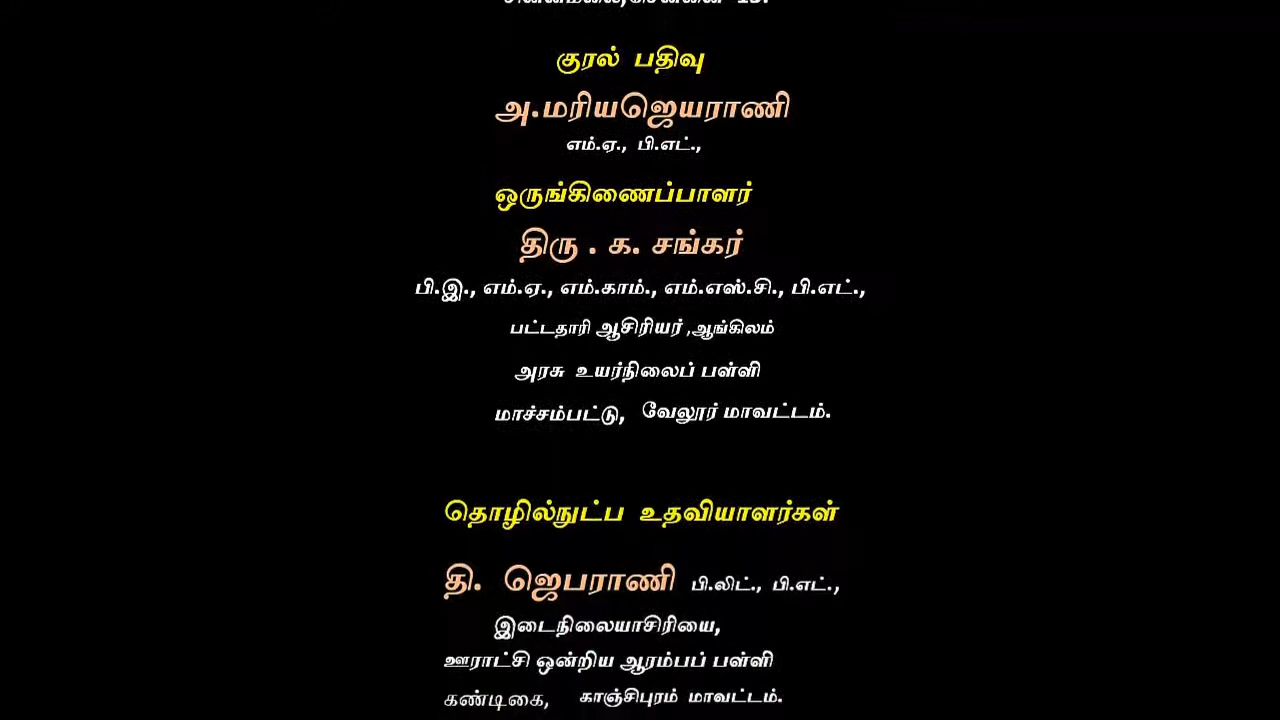 குரல் பதிவு
அ.மரியஜெயராணி
எம்.ஏ., பி.எட்.,
ஒருங்கிணைப்பாளர்
திரு . க. சங்கர்
பி.இ., எம்.ஏ., எம்.காம்., எம்.எஸ்.சி., பி.எட்.,
பட்டதாரி ஆசிரியர் ,ஆங்கிலம்
அரசு உயர்நிலைப் பள்ளி
மாச்சம்பட்டு, வேலூர் மாவட்டம்.
தொழில்நுட்ப உதவியாளர்கள்
தி. ஜெபராணி பி.லிட்., பி.எட்.,
இடைநிலையாசிரியை,
ஊராட்சி ஒன்றிய ஆரம்பப் பள்ளி
கண்டிகை, காஞ்சிபுரம் மாவட்டம்.